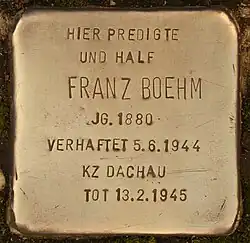 HIER PREDIGTE
UND HALF
FRANZ BOEHM
JG. 1880
VERHAFTET 5.6.1944
KZ DACHAU
TOT 13.2.1945